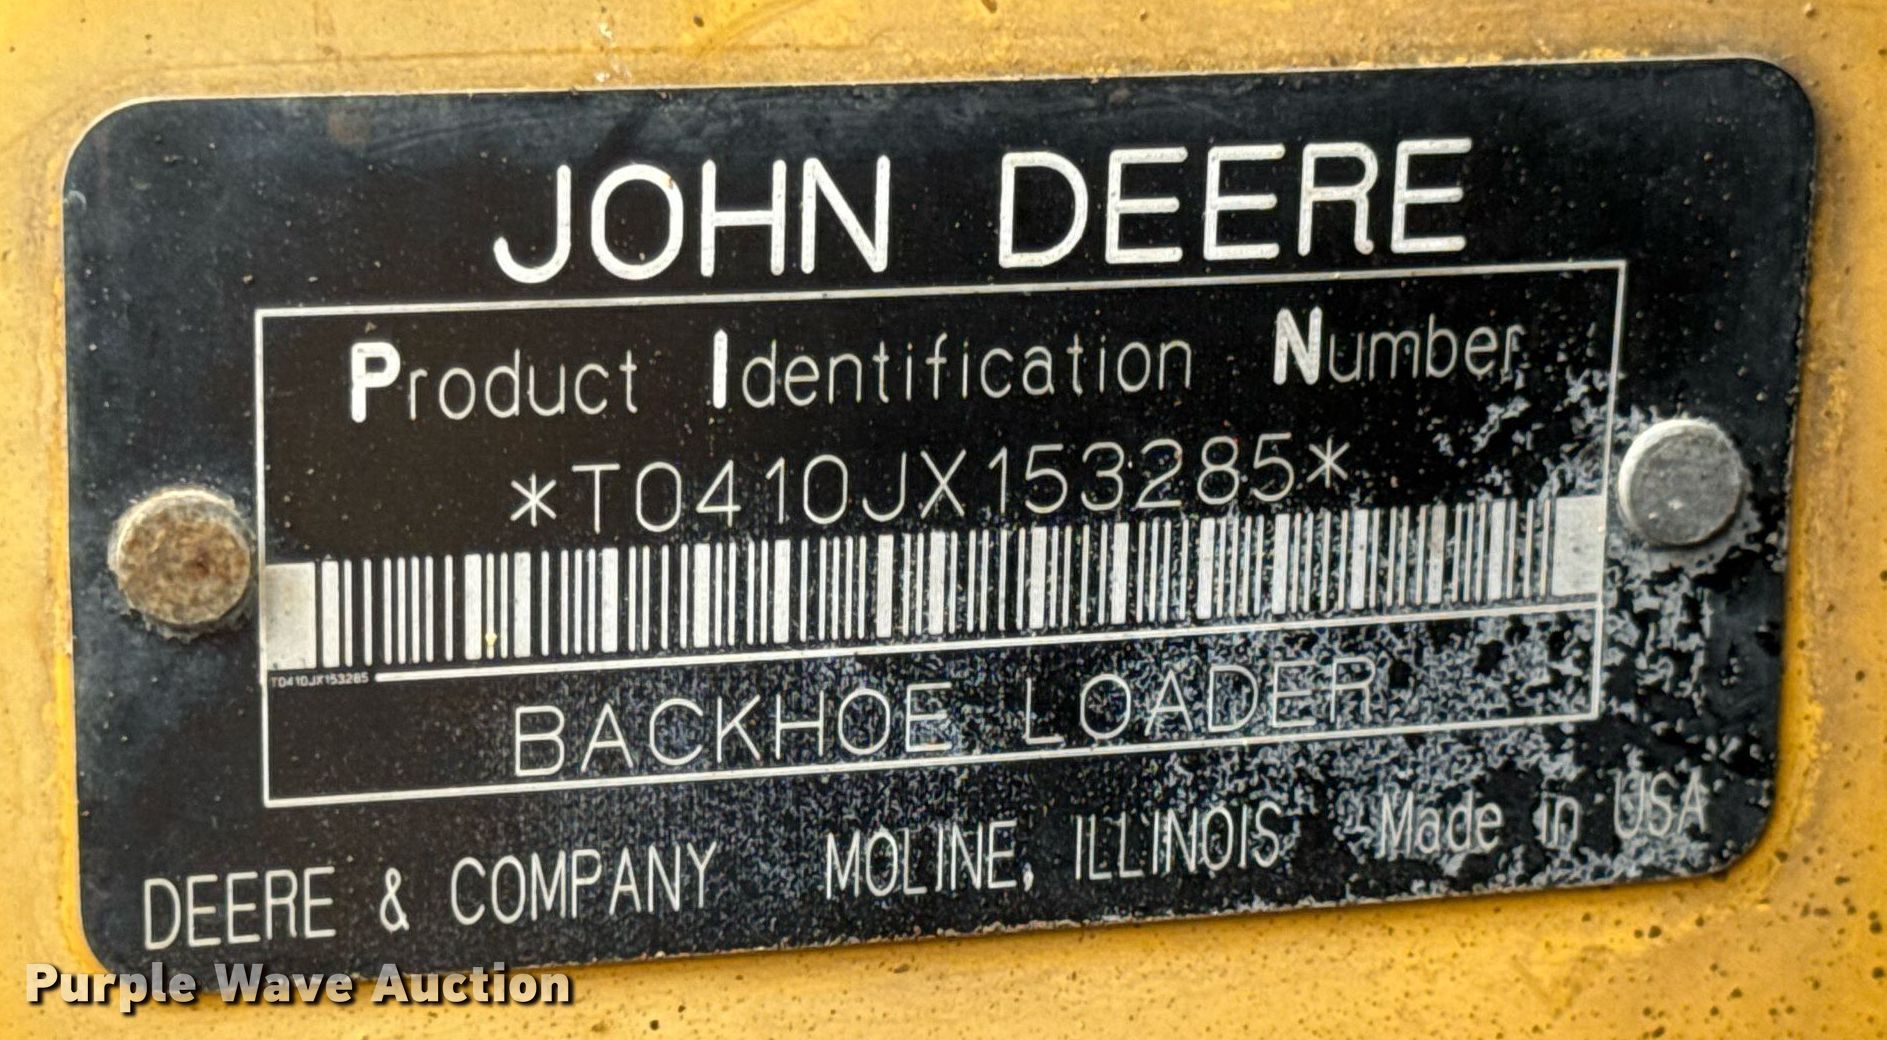 JOHN DEERE
Product Identification Number
*T0410JX153285*
T0410JX153285
BACKHOE LOADER
DEERE & COMPANY MOLINE, ILLINOIS Made in USA
Purple Wave Auction